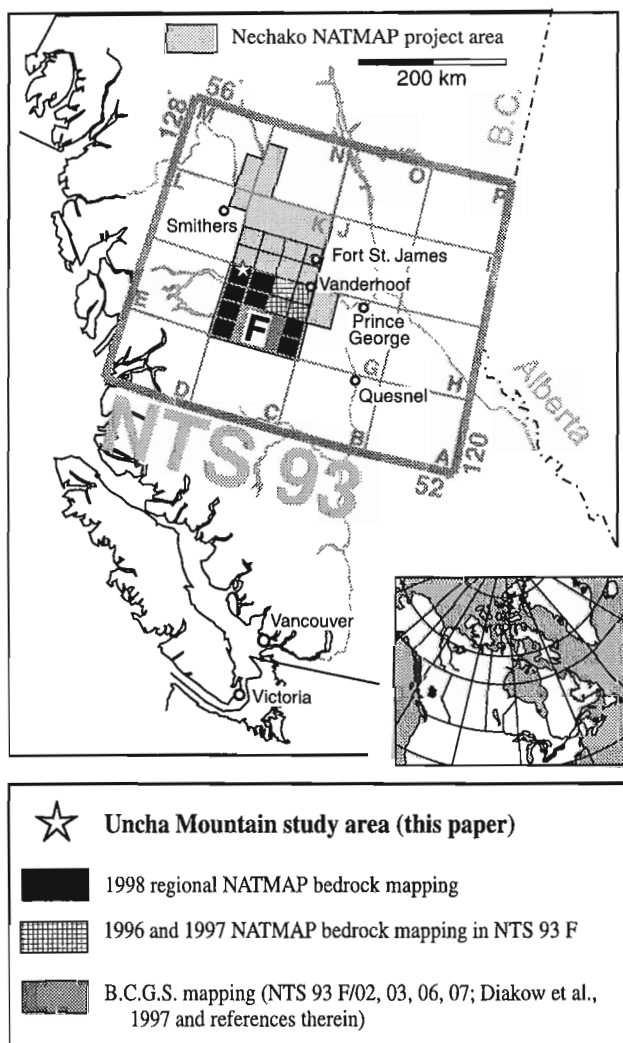 Nechako NATMAP project area
200 km
B.C.
Alberta
128°
56°
M
N
O
P
L
K
J
I
E
F
G
H
D
C
B
A
52
120
Smithers
Fort St. James
Vanderhoof
Prince
George
Quesnel
NTS 93
Vancouver
Victoria
Uncha Mountain study area (this paper)
1998 regional NATMAP bedrock mapping
1996 and 1997 NATMAP bedrock mapping in NTS 93 F
B.C.G.S. mapping (NTS 93 F/02, 03, 06, 07; Diakow et al.,
1997 and references therein)